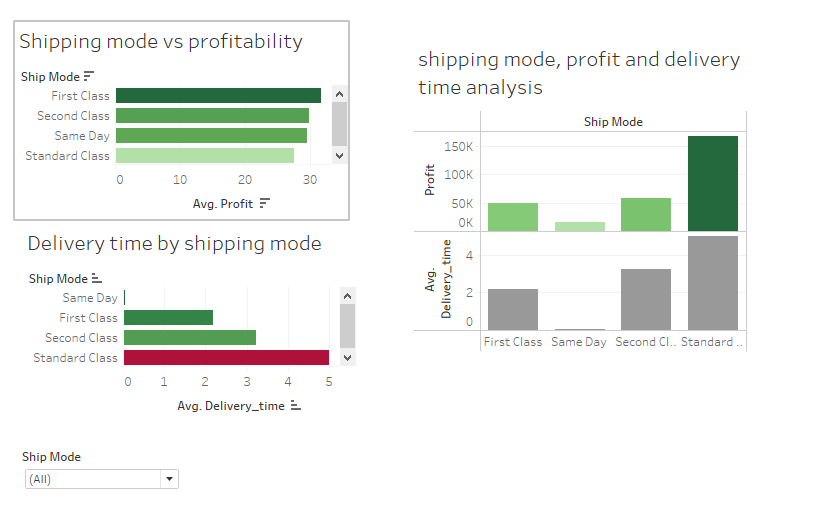 Shipping mode vs profitability
Ship Mode
First Class
Second Class
Same Day
Standard Class
0 10 20 30
Avg. Profit
Delivery time by shipping mode
Ship Mode
Same Day
First Class
Second Class
Standard Class
0 1 2 3 4 5
Avg. Delivery_time
Ship Mode
(All)
shipping mode, profit and delivery
time analysis
Ship Mode
Profit
150K
100K
50K
0K
Avg.
Delivery_time
4
2
0
First Class Same Day Second Cl.. Standard ..